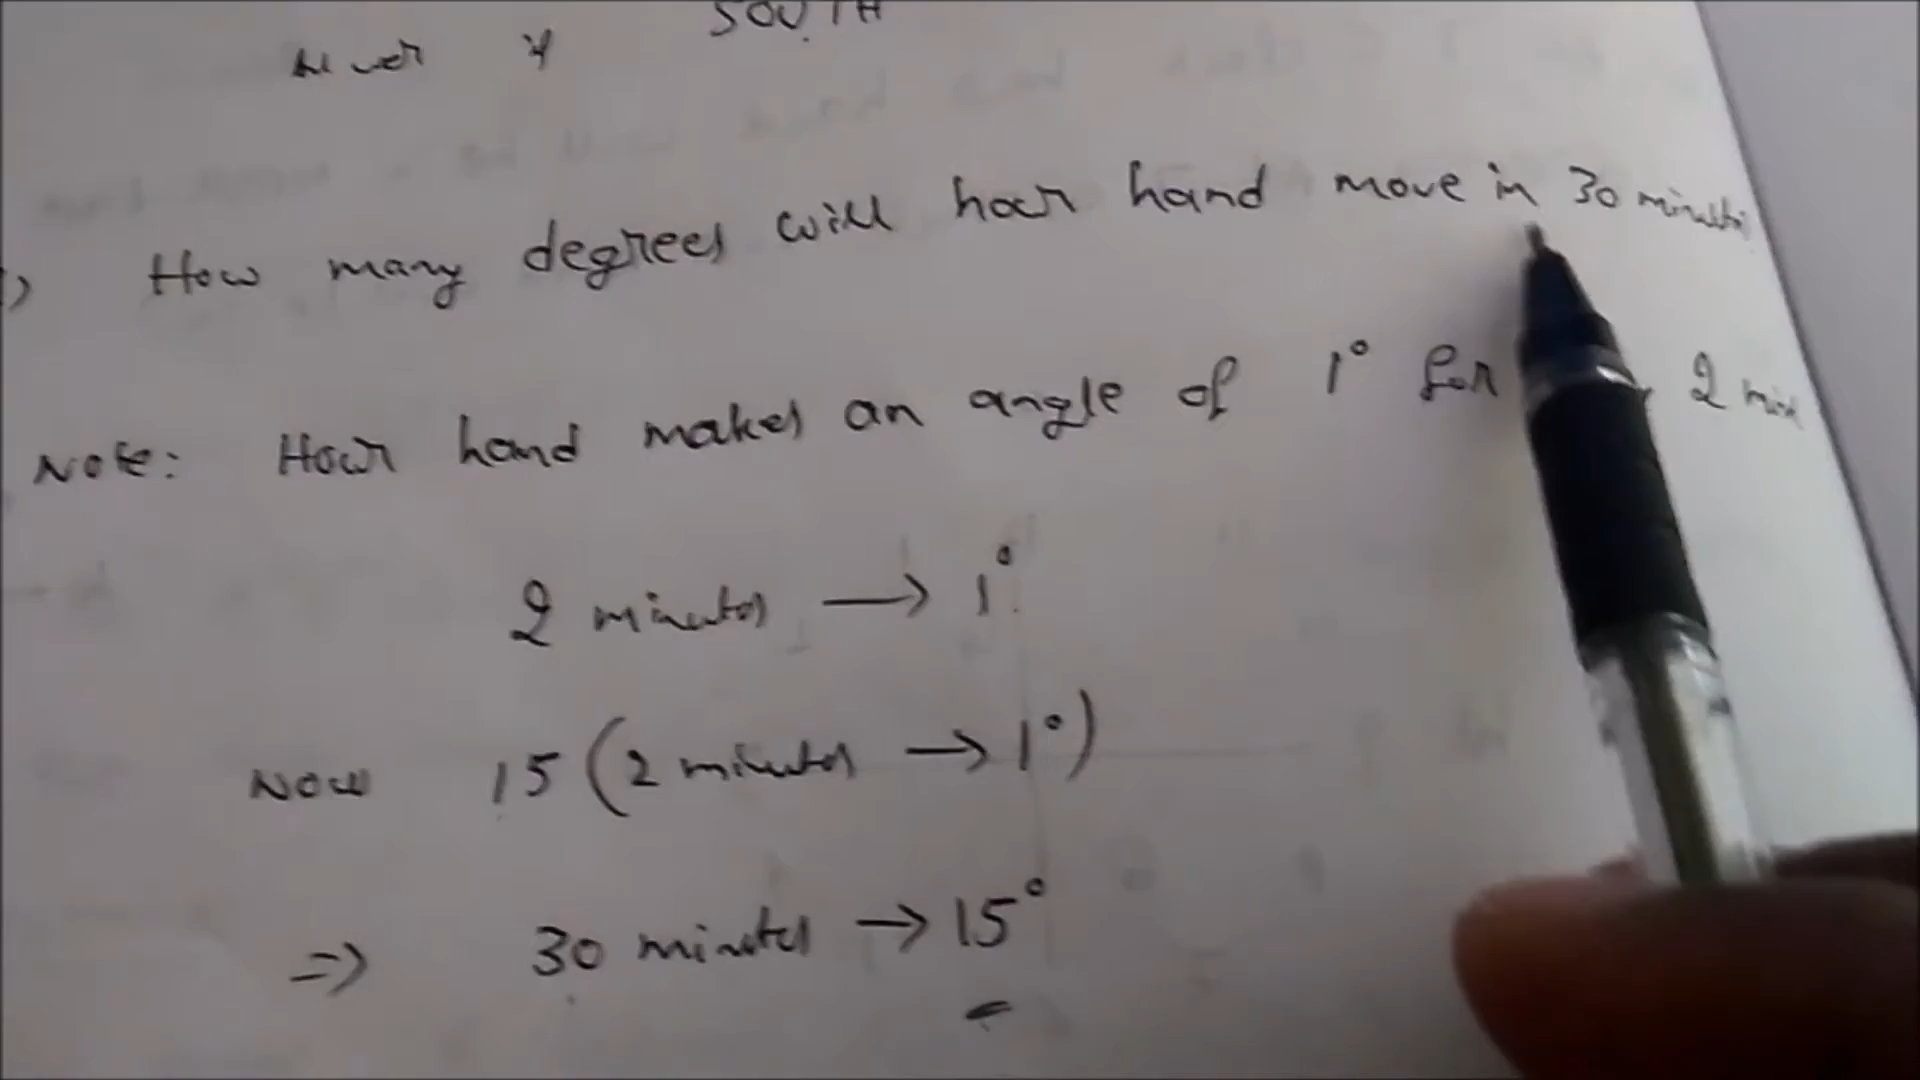 SOUTH
How many degrees will hour hand move in 30 minutes
Note: Hour hand makes an angle of 1° for 2 min
2 minutes → 1°
Now 15 (2 minutes → 1°)
=> 30 minutes → 15°